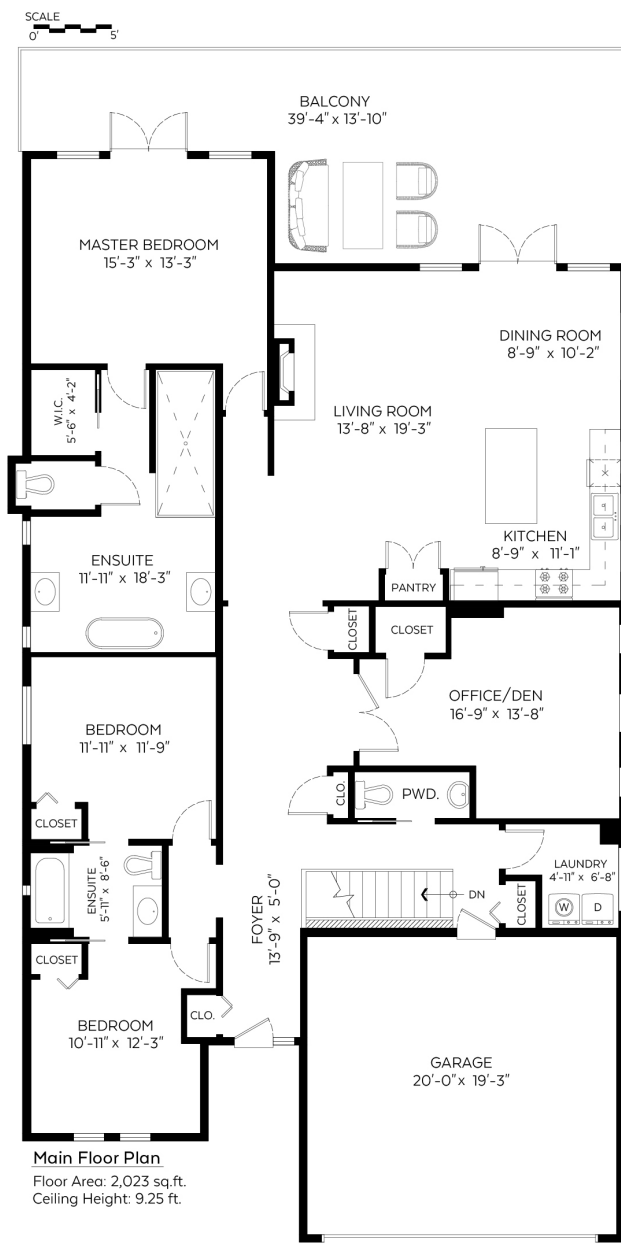 SCALE
0' 5'
BALCONY
39'-4" x 13'-10"
MASTER BEDROOM
15'-3" x 13'-3"
DINING ROOM
8'-9" x 10'-2"
W.I.C.
5'-6" x 4'-2"
LIVING ROOM
13'-8" x 19'-3"
KITCHEN
8'-9" x 11'-1"
ENSUITE
11'-11" x 18'-3"
PANTRY
CLOSET
CLOSET
OFFICE/DEN
16'-9" x 13'-8"
BEDROOM
11'-11" x 11'-9"
CLO.
PWD.
CLOSET
ENSUITE
5'-11" x 8'-6"
LAUNDRY
4'-11" x 6'-8"
DN
CLOSET
W
D
FOYER
13'-9" x 5'-0"
CLOSET
CLO.
BEDROOM
10'-11" x 12'-3"
GARAGE
20'-0" x 19'-3"
Main Floor Plan
Floor Area: 2,023 sq.ft.
Ceiling Height: 9.25 ft.